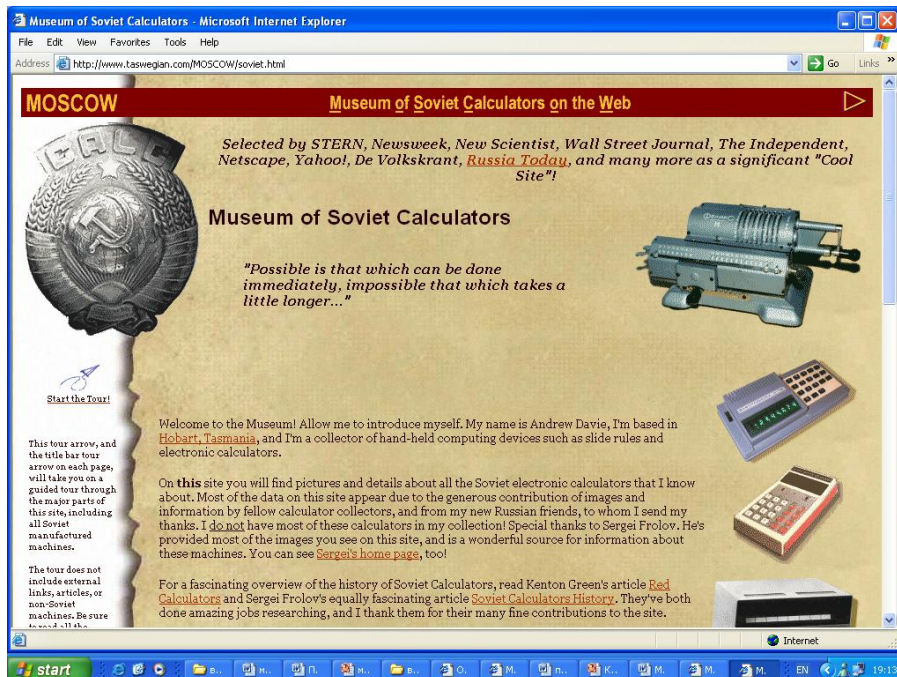 Museum of Soviet Calculators - Microsoft Internet Explorer
File Edit View Favorites Tools Help
Address http://www.taswegian.com/MOSCOW/soviet.html Go Links »
MOSCOW Museum of Soviet Calculators on the Web
CALC
Selected by STERN, Newsweek, New Scientist, Wall Street Journal, The Independent,
Netscape, Yahoo!, De Volkskrant, Russia Today, and many more as a significant "Cool
Site"!
Museum of Soviet Calculators
"Possible is that which can be done
immediately, impossible that which takes a
little longer..."
Start the Tour!
This tour arrow, and
the title bar tour
arrow on each page,
will take you on a
guided tour through
the major parts of
this site, including
all Soviet
manufactured
machines.
The tour does not
include external
links, articles, or
non-Soviet
machines. Be sure
to read all the
Welcome to the Museum! Allow me to introduce myself. My name is Andrew Davie, I'm based in
Hobart, Tasmania, and I'm a collector of hand-held computing devices such as slide rules and
electronic calculators.
On this site you will find pictures and details about all the Soviet electronic calculators that I know
about. Most of the data on this site appear due to the generous contribution of images and
information by fellow calculator collectors, and from my new Russian friends, to whom I send my
thanks. I do not have most of these calculators in my collection! Special thanks to Sergei Frolov. He's
provided most of the images you see on this site, and is a wonderful source for information about
these machines. You can see Sergei's home page, too!
For a fascinating overview of the history of Soviet Calculators, read Kenton Green's article Red
Calculators and Sergei Frolov's equally fascinating article Soviet Calculators History. They've both
done amazing jobs researching, and I thank them for their many fine contributions to the site.
Internet
start в.. м.. П.. м.. в.. О.. М.. п.. К.. М.. М.. М.. EN 19:13